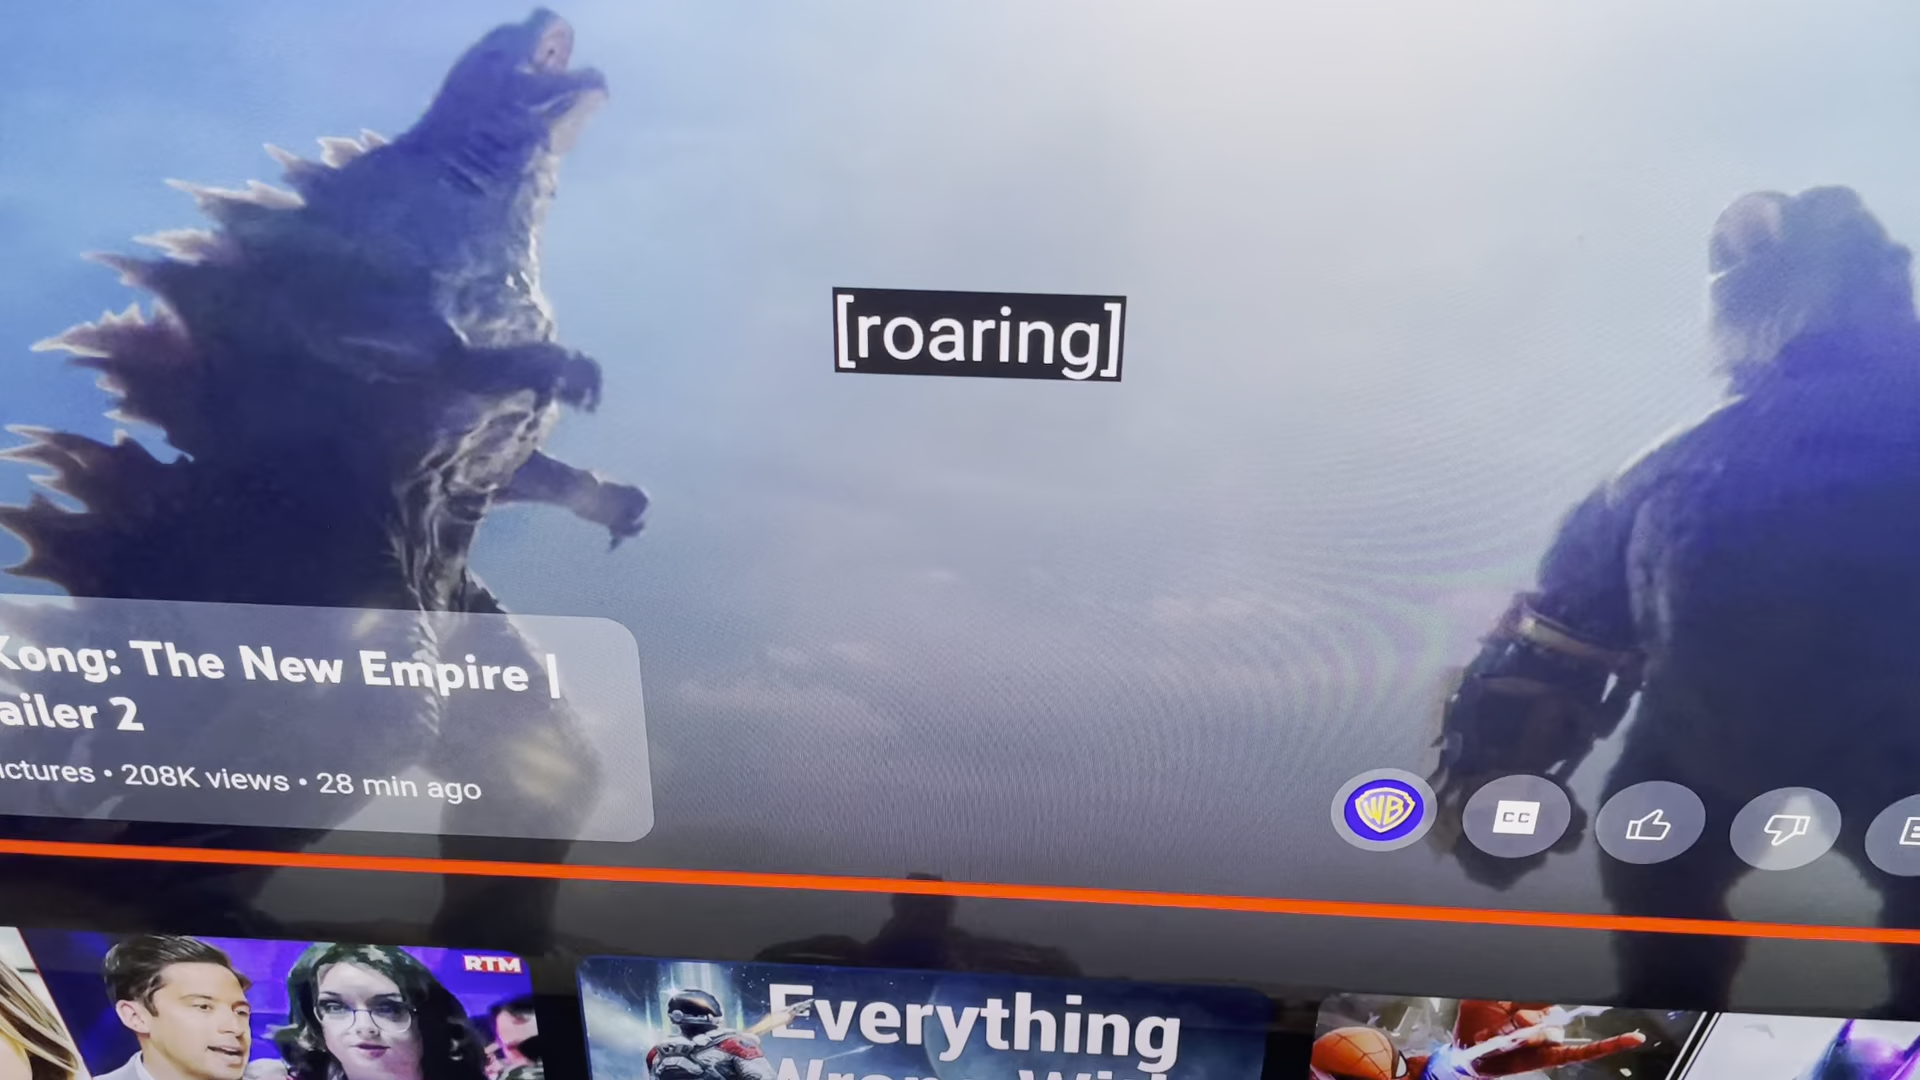 [roaring]
Kong: The New Empire |
ailer 2
ictures • 208K views • 28 min ago
WB
CC
RTM
Everything